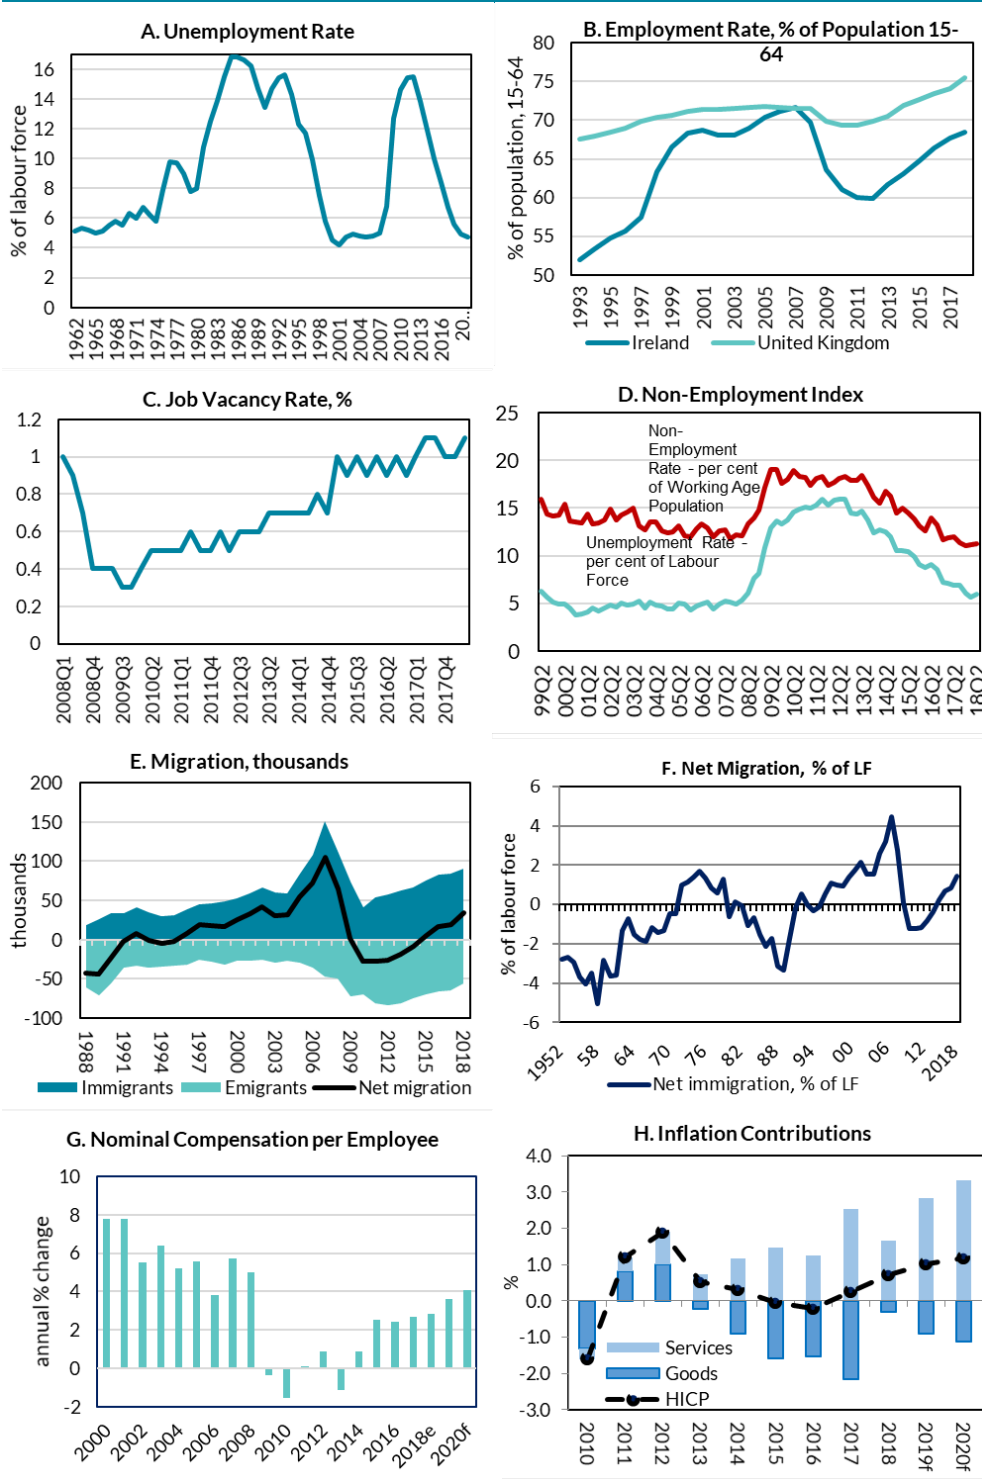 A. Unemployment Rate
% of labour force
16
14
12
10
8
6
4
2
0
1962
1965
1968
1971
1974
1977
1980
1983
1986
1989
1992
1995
1998
2001
2004
2007
2010
2013
2016
20...
B. Employment Rate, % of Population 15-
64
% of population, 15-64
80
75
70
65
60
55
50
1993
1995
1997
1999
2001
2003
2005
2007
2009
2011
2013
2015
2017
Ireland
United Kingdom
C. Job Vacancy Rate, %
1.2
1
0.8
0.6
0.4
0.2
0
2008Q1
2008Q4
2009Q3
2010Q2
2011Q1
2011Q4
2012Q3
2013Q2
2014Q1
2014Q4
2015Q3
2016Q2
2017Q1
2017Q4
D. Non-Employment Index
25
20
15
10
5
0
Non-
Employment
Rate - per cent
of Working Age
Population
Unemployment Rate -
per cent of Labour
Force
99Q2
00Q2
01Q2
02Q2
03Q2
04Q2
05Q2
06Q2
07Q2
08Q2
09Q2
10Q2
11Q2
12Q2
13Q2
14Q2
15Q2
16Q2
17Q2
18Q2
E. Migration, thousands
thousands
200
150
100
50
0
-50
-100
1988
1991
1994
1997
2000
2003
2006
2009
2012
2015
2018
Immigrants
Emigrants
Net migration
F. Net Migration, % of LF
% of labour force
6
4
2
0
-2
-4
-6
1952
58
64
70
76
82
88
94
00
06
12
2018
Net immigration, % of LF
G. Nominal Compensation per Employee
annual % change
10
8
6
4
2
0
-2
2000
2002
2004
2006
2008
2010
2012
2014
2016
2018e
2020f
H. Inflation Contributions
%
4.0
3.0
2.0
1.0
0.0
-1.0
-2.0
-3.0
Services
Goods
HICP
2010
2011
2012
2013
2014
2015
2016
2017
2018
2019f
2020f